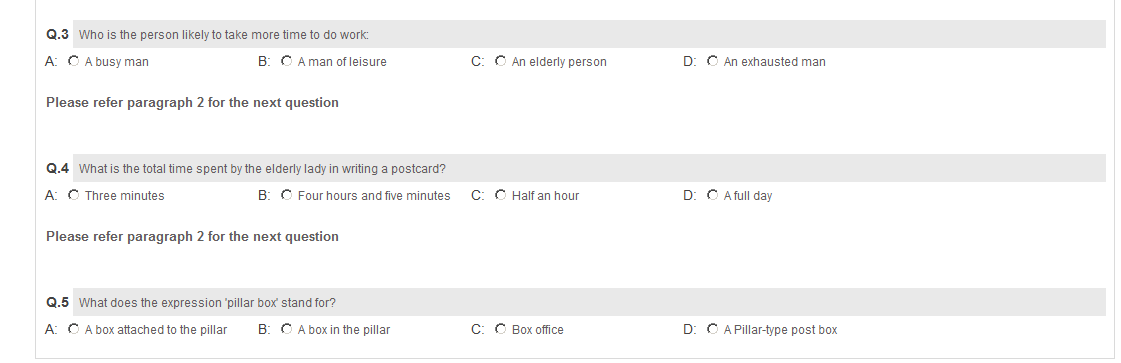 Q.3 Who is the person likely to take more time to do work:
A: A busy man B: A man of leisure C: An elderly person D: An exhausted man
Please refer paragraph 2 for the next question
Q.4 What is the total time spent by the elderly lady in writing a postcard?
A: Three minutes B: Four hours and five minutes C: Half an hour D: A full day
Please refer paragraph 2 for the next question
Q.5 What does the expression 'pillar box' stand for?
A: A box attached to the pillar B: A box in the pillar C: Box office D: A Pillar-type post box